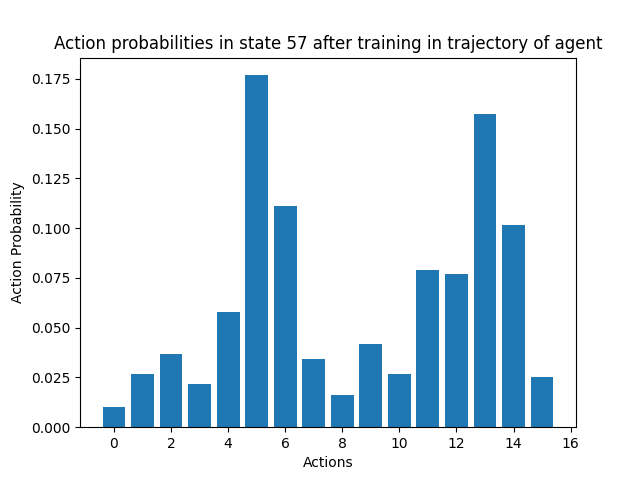 Action probabilities in state 57 after training in trajectory of agent
0.175
0.150
0.125
0.100
0.075
0.050
0.025
0.000
Action Probability
0 2 4 6 8 10 12 14 16
Actions